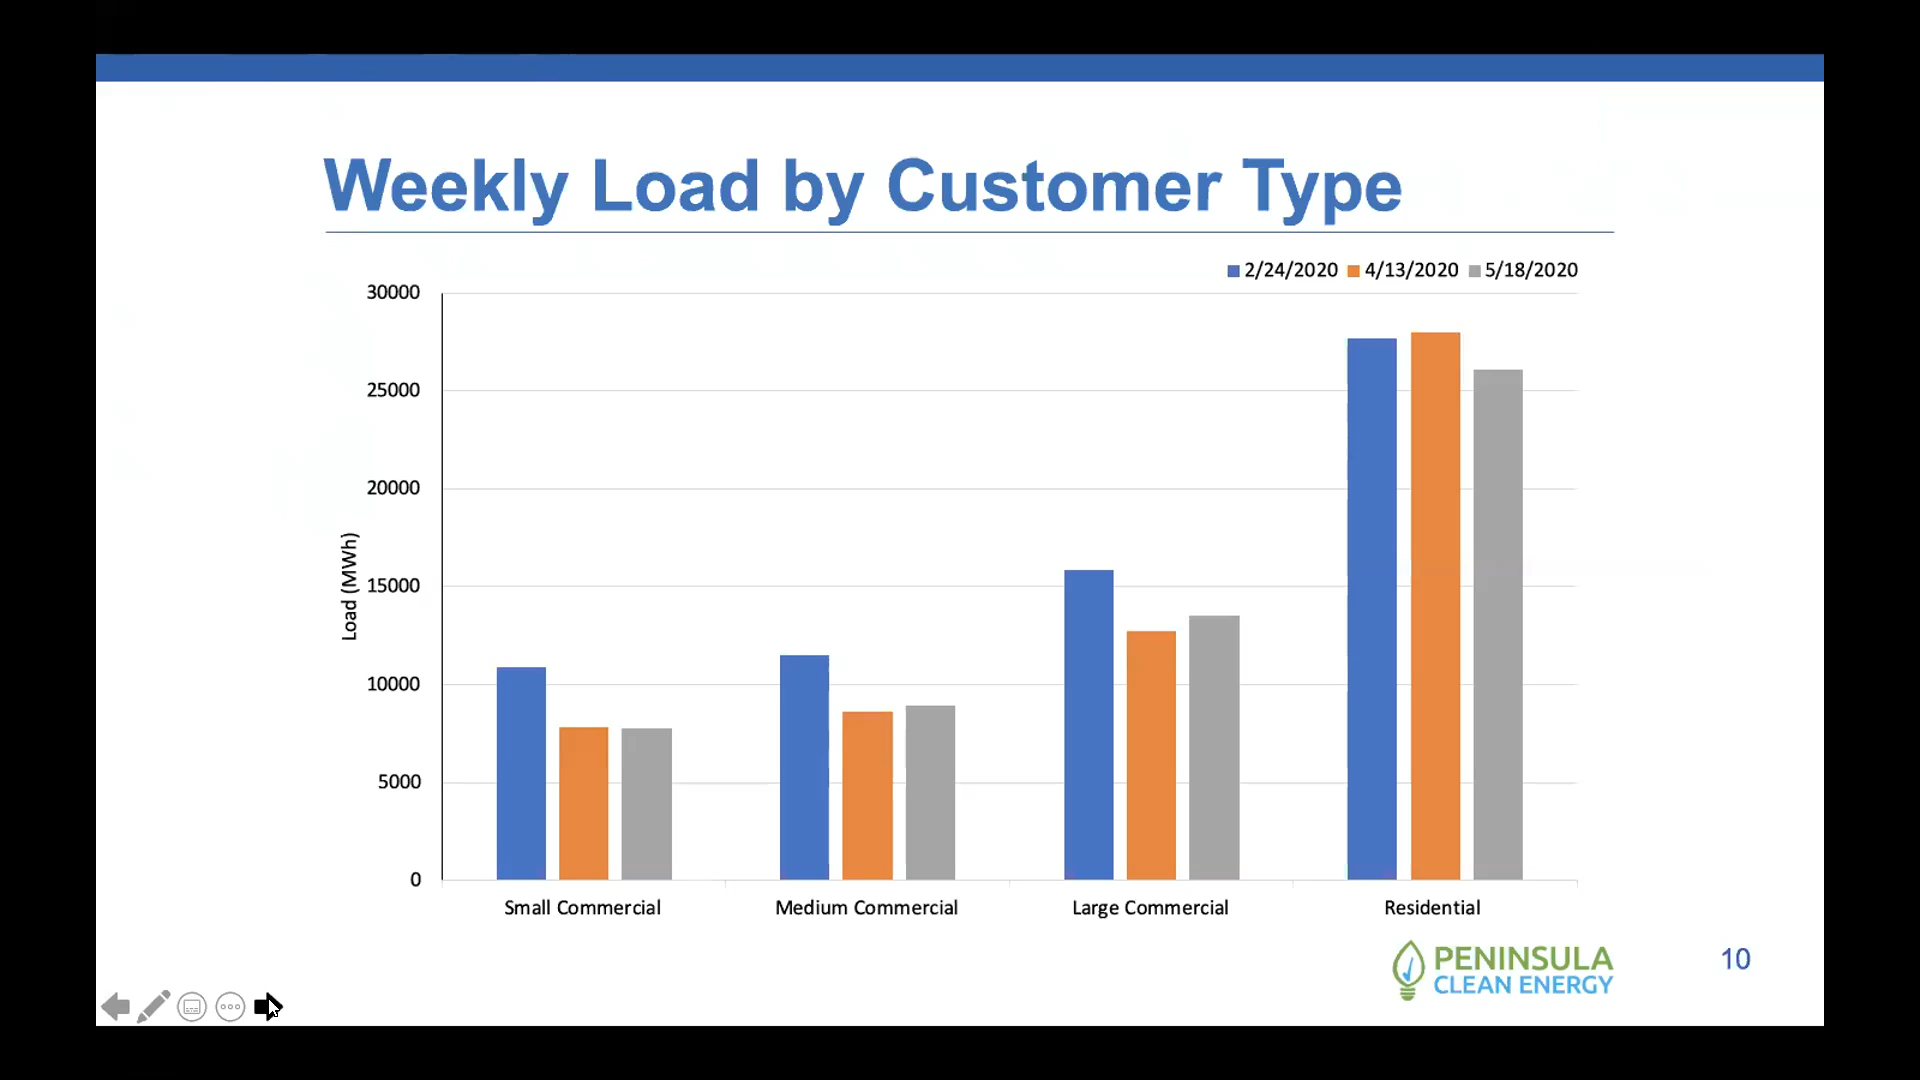 Weekly Load by Customer Type
2/24/2020 4/13/2020 5/18/2020
30000
25000
20000
15000
10000
5000
0
Load (MWh)
Small Commercial Medium Commercial Large Commercial Residential
PENINSULA
CLEAN ENERGY
10